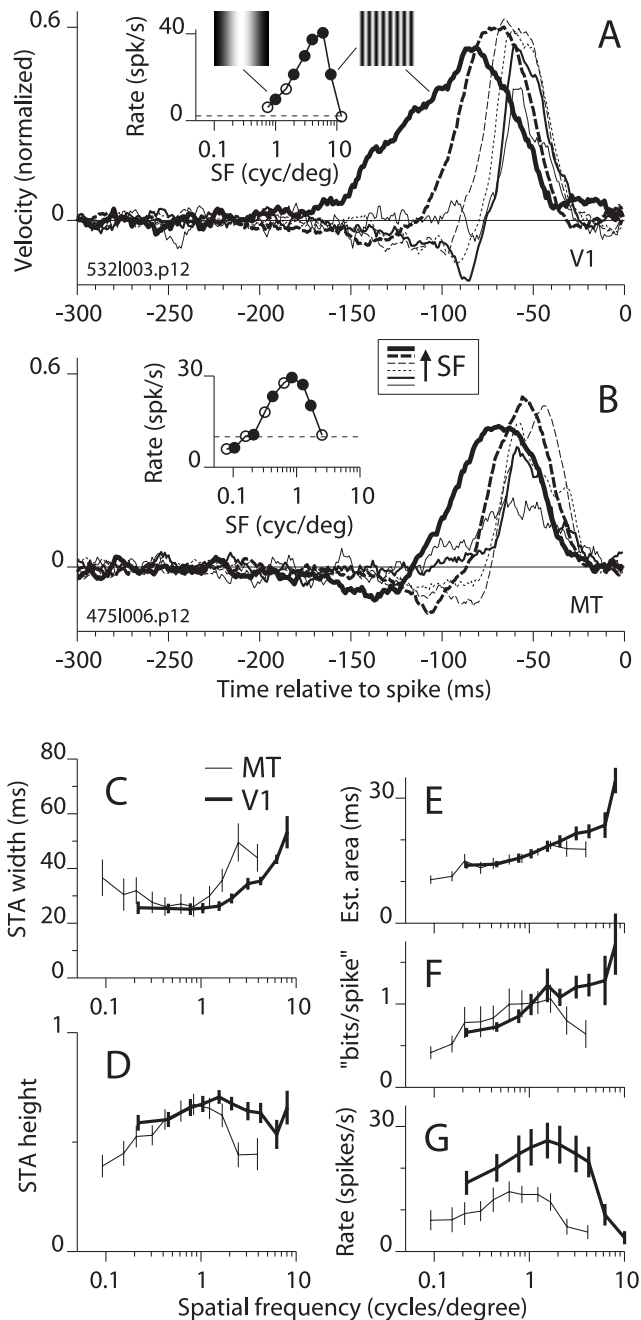 0.6
0
Velocity (normalized)
40
0
Rate (spk/s)
0.1 1 10
SF (cyc/deg)
A
V1
532l003.p12
-300 -250 -200 -150 -100 -50 0
0.6
0
30
0
Rate (spk/s)
0.1 1 10
SF (cyc/deg)
SF
B
MT
475l006.p12
-300 -250 -200 -150 -100 -50 0
Time relative to spike (ms)
80
60
40
20
0
STA width (ms)
C
MT
V1
0.1 1 10
1
0
STA height
D
0.1 1 10
30
0
Est. area (ms)
E
1
0
"bits/spike"
F
30
0
Rate (spikes/s)
G
0.1 1 10
Spatial frequency (cycles/degree)